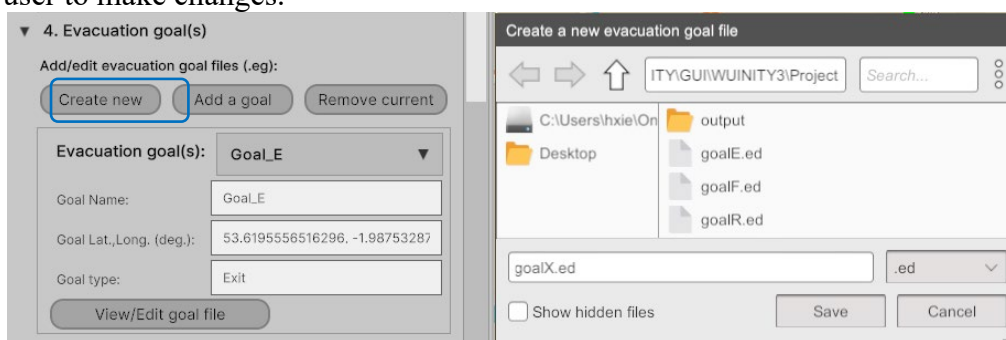 user to make changes.
▼ 4. Evacuation goal(s)
Add/edit evacuation goal files (.eg):
Create new
Add a goal
Remove current
Evacuation goal(s):
Goal_E ▼
Goal Name:
Goal_E
Goal Lat.,Long. (deg.):
53.6195556516296, -1.98753287
Goal type:
Exit
View/Edit goal file
Create a new evacuation goal file
ITY\GUI\WUINITY3\Project
Search...
C:\Users\hxie\On
Desktop
output
goalE.ed
goalF.ed
goalR.ed
goalX.ed
.ed
Show hidden files
Save
Cancel